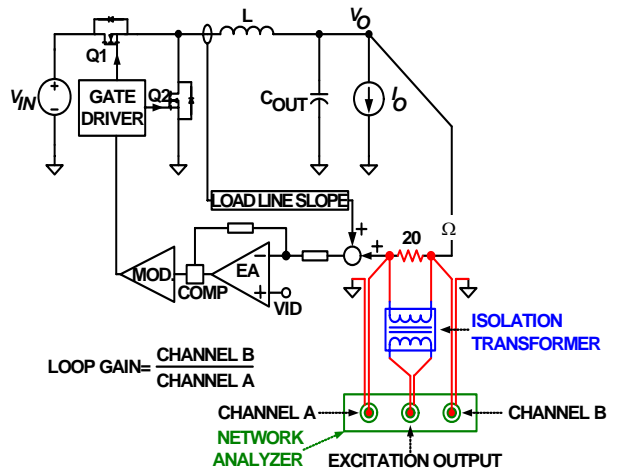 L
V_O
Q1
V_IN
+
−
GATE
DRIVER
Q2
C_OUT
I_O
LOAD LINE SLOPE
+
+
20
Ω
MOD.
COMP
EA
−
+
VID
ISOLATION
TRANSFORMER
LOOP GAIN= CHANNEL B
CHANNEL A
CHANNEL A
CHANNEL B
NETWORK
ANALYZER
EXCITATION OUTPUT